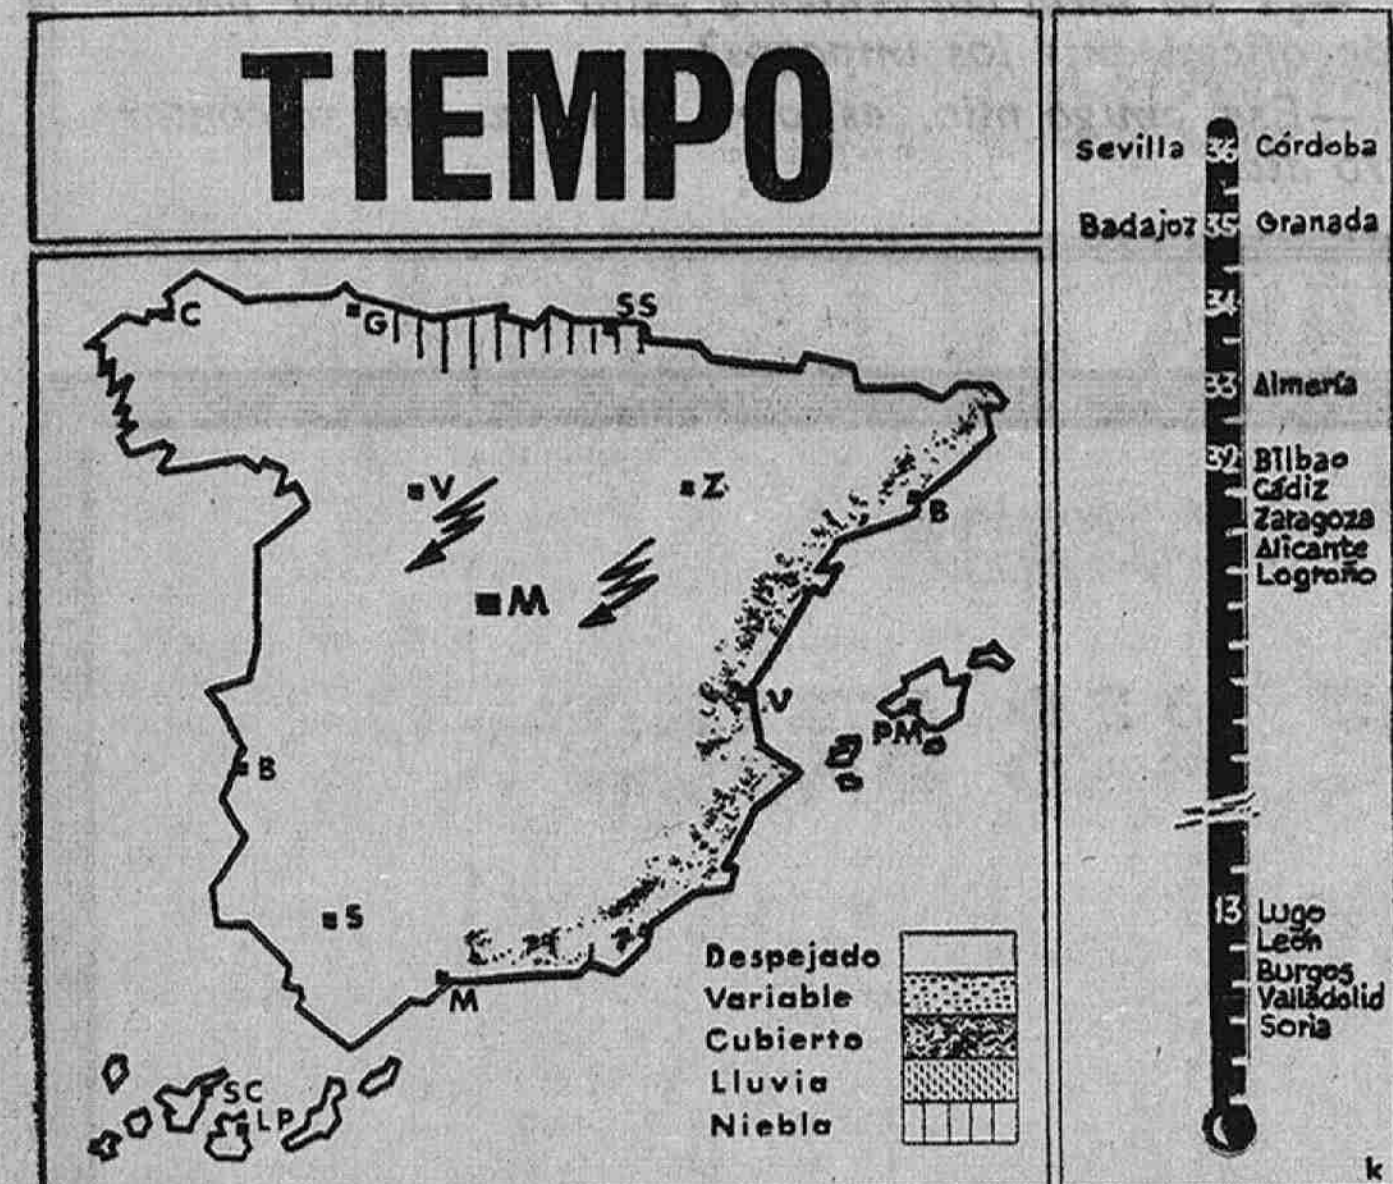 TIEMPO
C
G
SS
V
Z
B
M
V
PM
B
S
M
SC
LP
Despejado
Variable
Cubierto
Lluvia
Niebla
Sevilla 36 Córdoba
Badajoz 35 Granada
34
33 Almería
32 Bilbao
Cádiz
Zaragoza
Alicante
Logroño
13 Lugo
León
Burgos
Valladolid
Soria
k